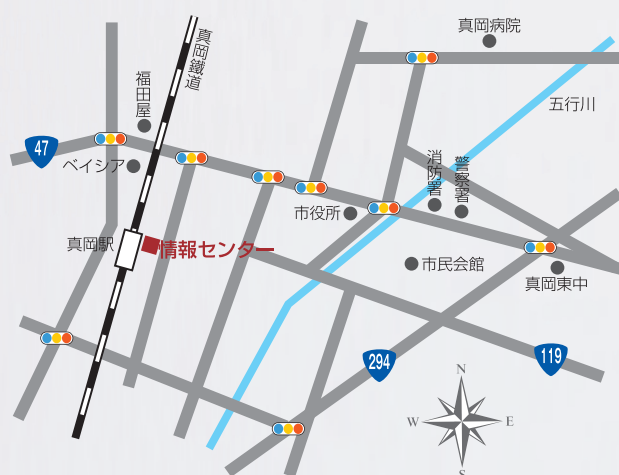 真岡病院
真岡鐵道
福田屋
五行川
47
ベイシア
消防署
警察署
市役所
真岡駅
情報センター
市民会館
真岡東中
294
119
N
W
E
S